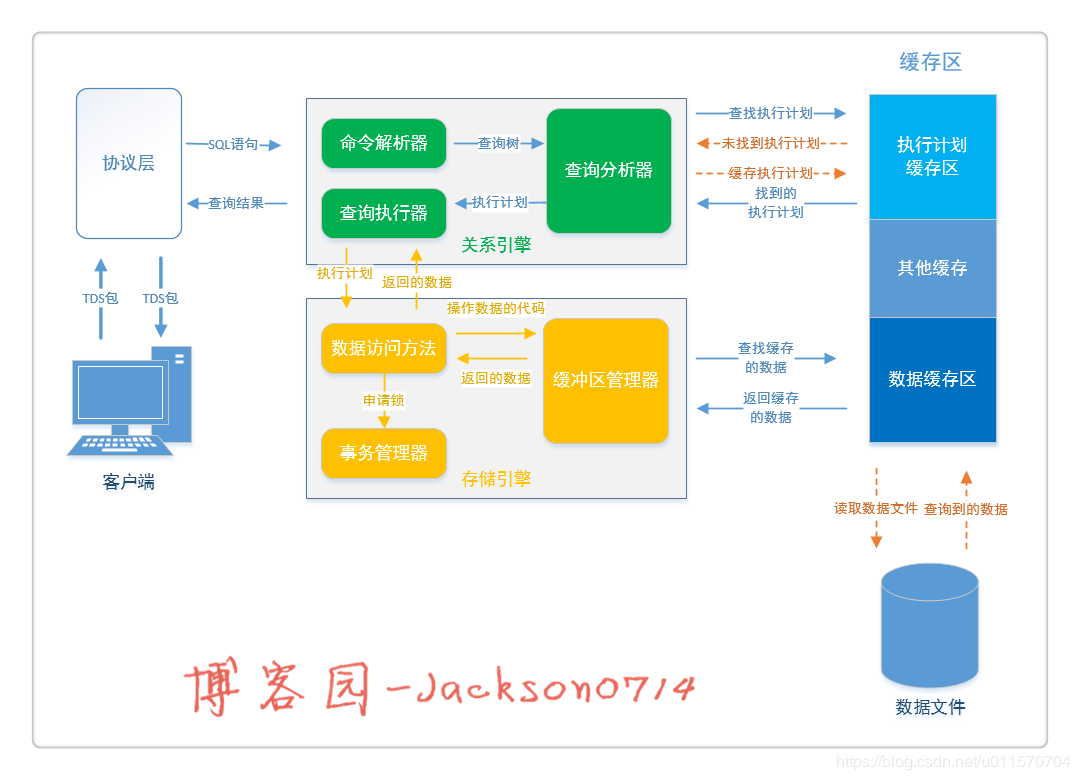 缓存区
协议层
SQL语句
查询结果
TDS包
TDS包
客户端
命令解析器
查询树
查询分析器
查询执行器
执行计划
关系引擎
执行计划
返回的数据
操作数据的代码
数据访问方法
返回的数据
缓冲区管理器
申请锁
事务管理器
存储引擎
查找执行计划
未找到执行计划
缓存执行计划
找到的
执行计划
查找缓存
的数据
返回缓存
的数据
执行计划
缓存区
其他缓存
数据缓存区
读取数据文件
查询到的数据
数据文件
博客园-Jackson0714
https://blog.csdn.net/u011570704